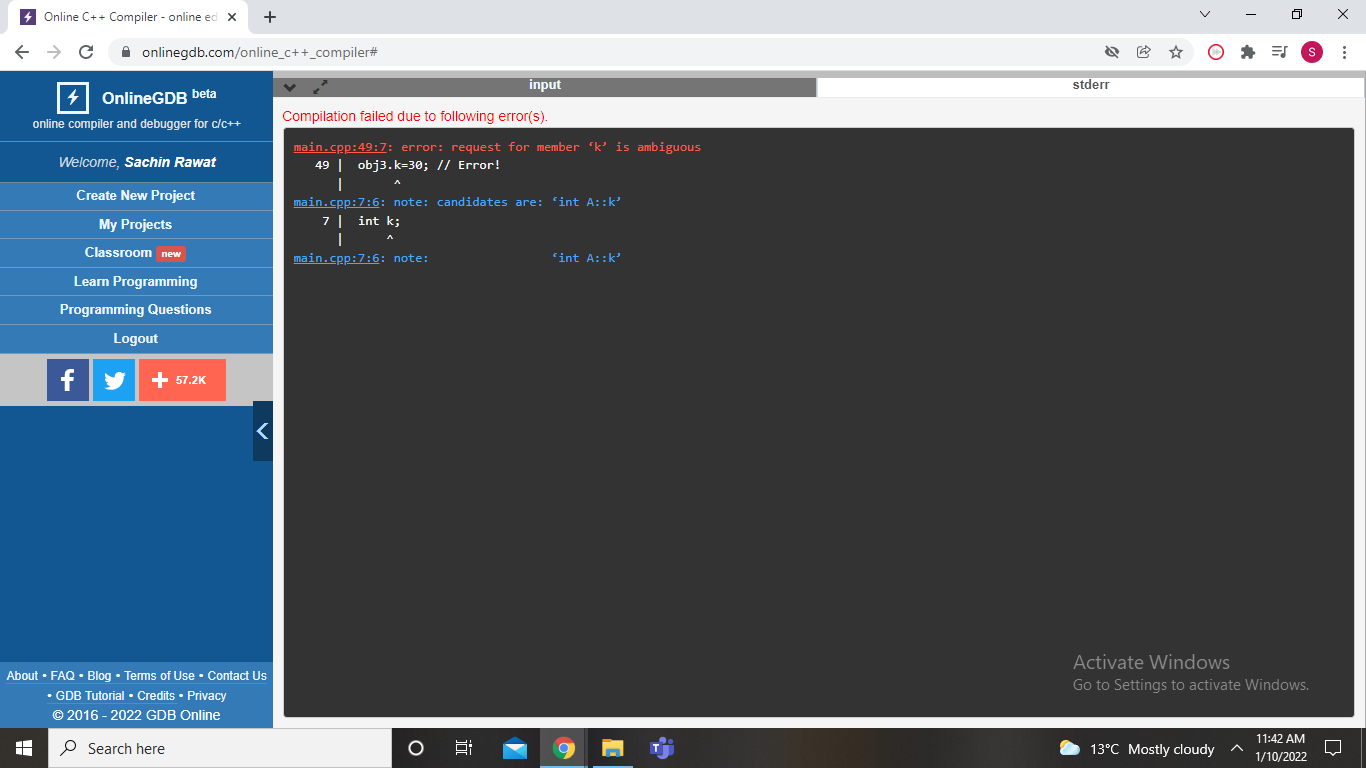 Online C++ Compiler - online ed
onlinegdb.com/online_c++_compiler#
S
OnlineGDB beta
online compiler and debugger for c/c++
Welcome, Sachin Rawat
Create New Project
My Projects
Classroom new
Learn Programming
Programming Questions
Logout
57.2K
About • FAQ • Blog • Terms of Use • Contact Us
• GDB Tutorial • Credits • Privacy
© 2016 - 2022 GDB Online
input
stderr
Compilation failed due to following error(s).
main.cpp:49:7: error: request for member ‘k’ is ambiguous
49 | obj3.k=30; // Error!
| ^
main.cpp:7:6: note: candidates are: ‘int A::k’
7 | int k;
| ^
main.cpp:7:6: note: ‘int A::k’
Activate Windows
Go to Settings to activate Windows.
Search here
13°C Mostly cloudy
11:42 AM
1/10/2022